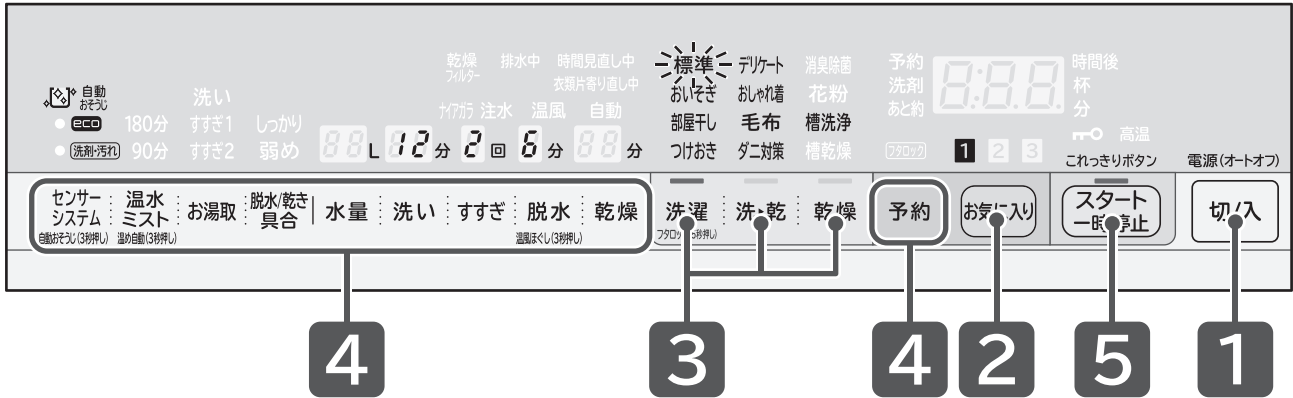 乾燥
フィルター
排水中
時間見直し中
衣類片寄り直し中
標準
デリケート
消臭除菌
予約
88:8
時間後
自動
おそうじ
おいそぎ
おしゃれ着
花粉
洗剤
杯
洗い
ナイアガラ 注水 温風 自動
あと約
分
eco
180分
すすぎ1
しっかり
部屋干し
毛布
槽洗浄
高温
洗剤・汚れ
90分
すすぎ2
弱め
88L 12分 2回 6分 88分
つけおき
ダニ対策
槽乾燥
フタロック
1 2 3
これっきりボタン
電源(オートオフ)
センサー
システム
自動おそうじ(3秒押し)
温水
ミスト
温め自動(3秒押し)
お湯取
脱水/乾き
具合
水量
洗い
すすぎ
脱水
温風ほぐし(3秒押し)
乾燥
洗濯
フタロック(5秒押し)
洗▸乾
乾燥
予約
お気に入り
スタート
一時停止
切/入
4
3
4
2
5
1